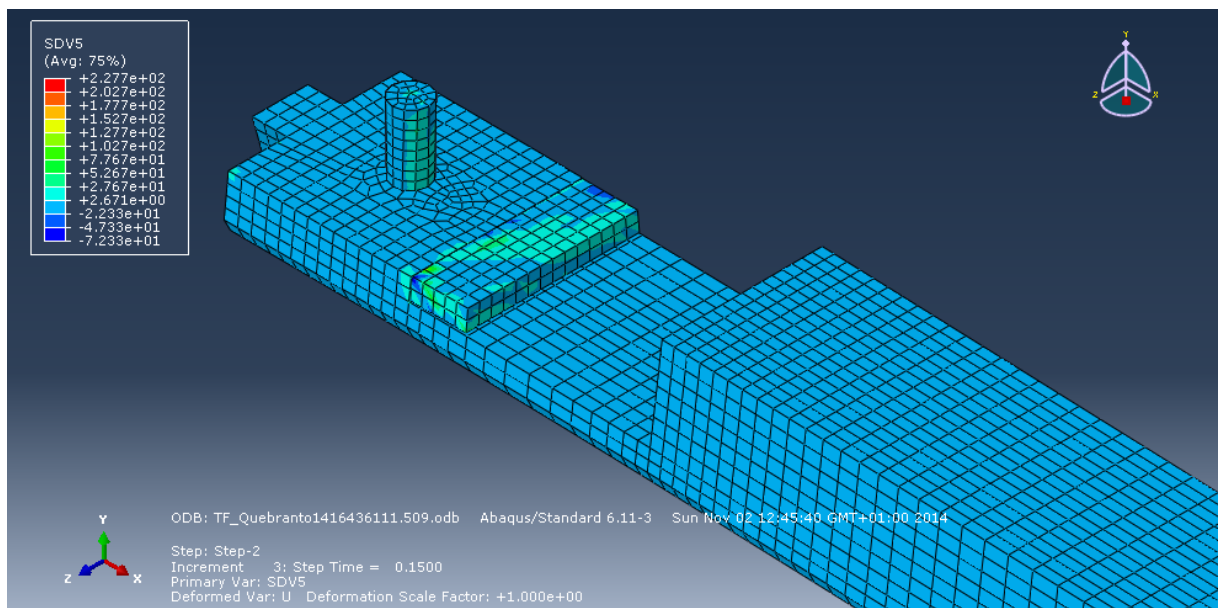 SDV5
(Avg: 75%)
+2.277e+02
+2.027e+02
+1.777e+02
+1.527e+02
+1.277e+02
+1.027e+02
+7.767e+01
+5.267e+01
+2.767e+01
+2.671e+00
-2.233e+01
-4.733e+01
-7.233e+01
Y
Z X
ODB: TF_Quebranto1416436111.509.odb Abaqus/Standard 6.11-3 Sun Nov 02 12:45:40 GMT+01:00 2014
Y
Z X
Step: Step-2
Increment 3: Step Time = 0.1500
Primary Var: SDV5
Deformed Var: U Deformation Scale Factor: +1.000e+00